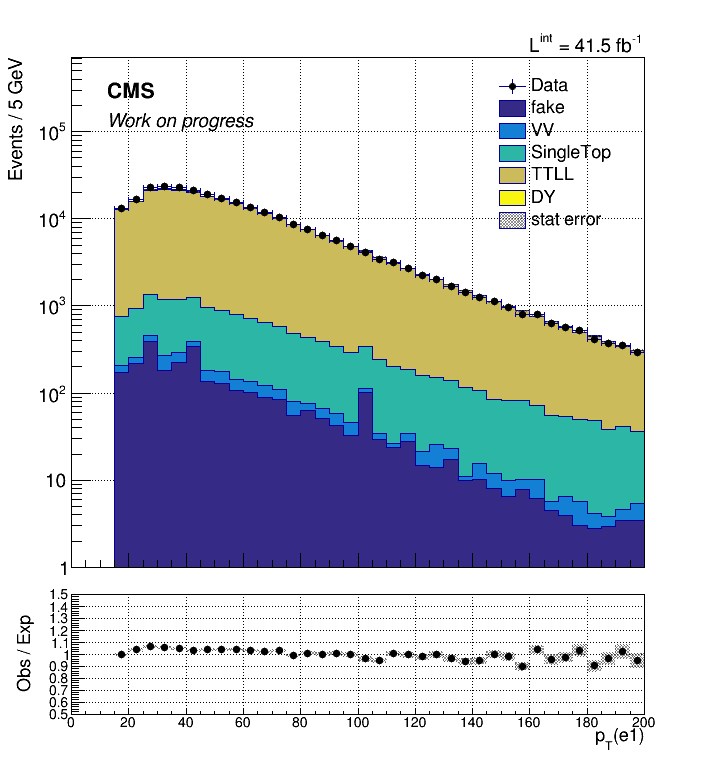 L^int = 41.5 fb^-1
Events / 5 GeV
CMS
Work on progress
Data
fake
VV
SingleTop
TTLL
DY
stat error
10^5
10^4
10^3
10^2
10
1
Obs / Exp
1.5
1.4
1.3
1.2
1.1
1
0.9
0.8
0.7
0.6
0.5
0 20 40 60 80 100 120 140 160 180 200
p_T(e1)